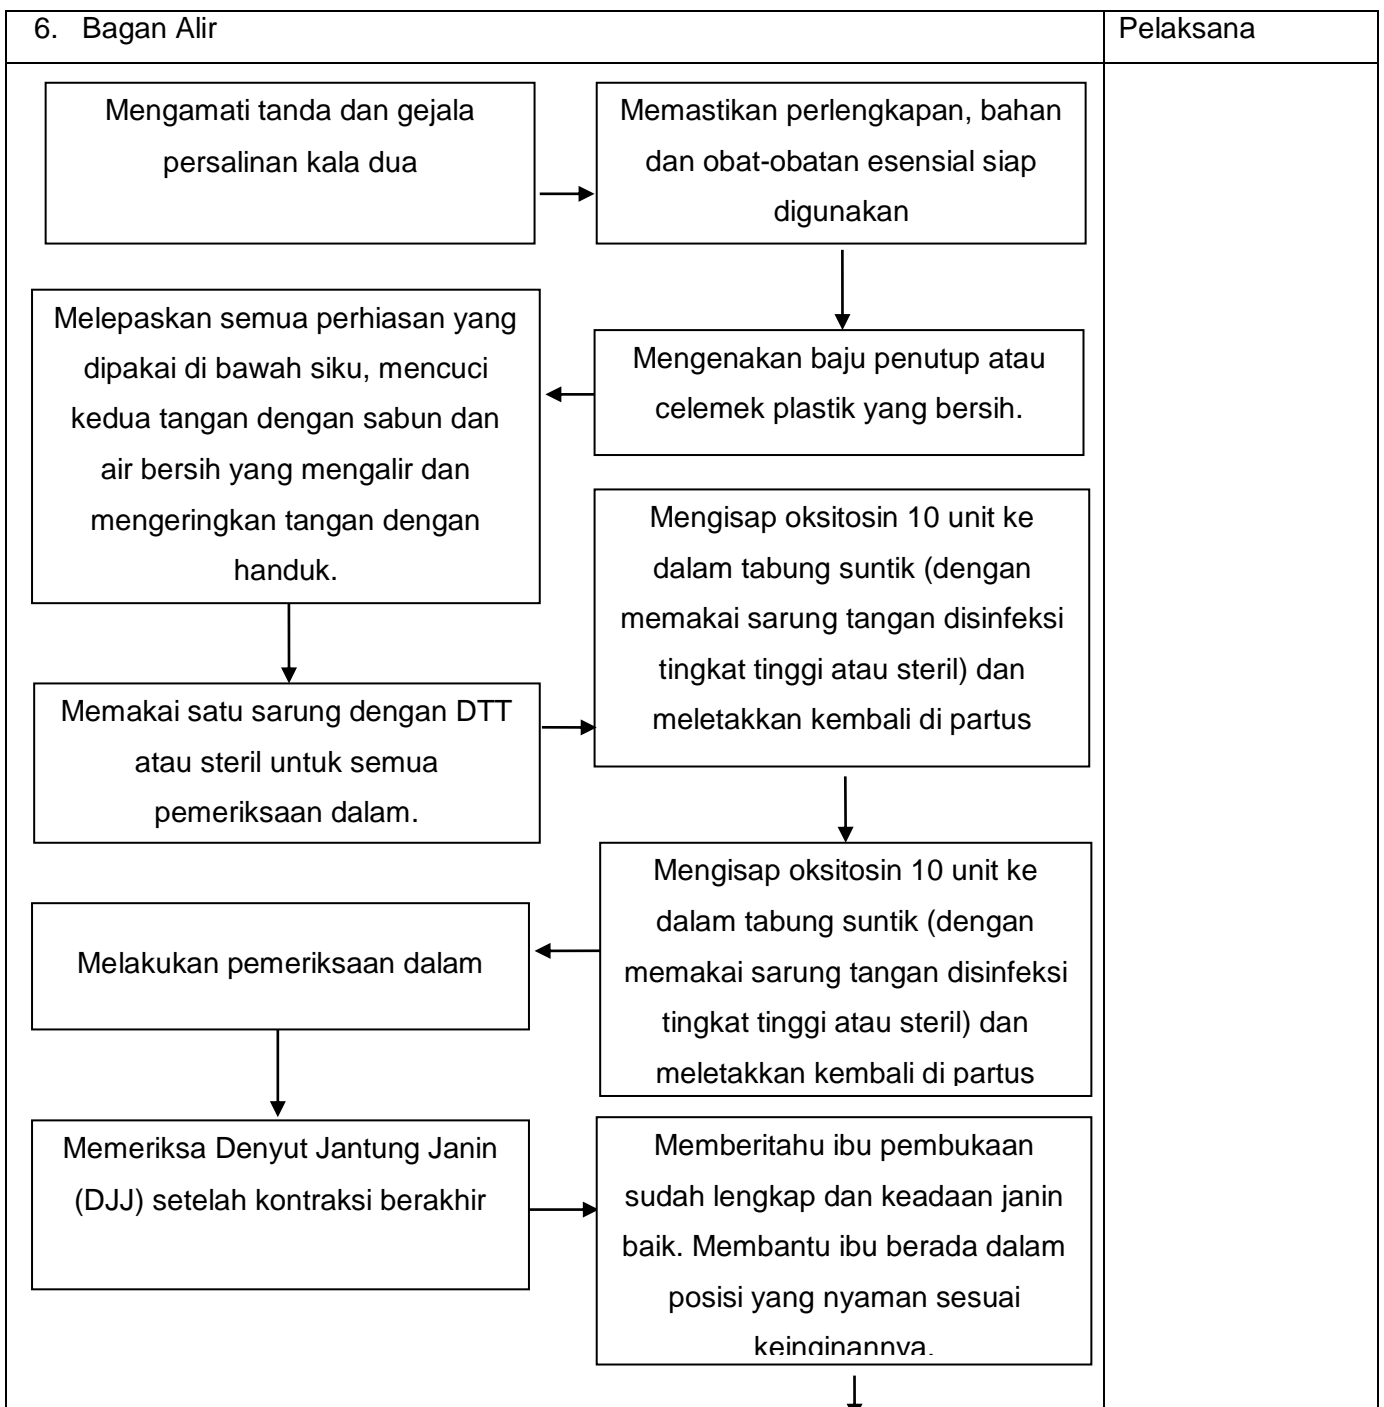 6. Bagan Alir
Pelaksana
Mengamati tanda dan gejala
persalinan kala dua
Memastikan perlengkapan, bahan
dan obat-obatan esensial siap
digunakan
Mengenakan baju penutup atau
celemek plastik yang bersih.
Melepaskan semua perhiasan yang
dipakai di bawah siku, mencuci
kedua tangan dengan sabun dan
air bersih yang mengalir dan
mengeringkan tangan dengan
handuk.
Memakai satu sarung dengan DTT
atau steril untuk semua
pemeriksaan dalam.
Mengisap oksitosin 10 unit ke
dalam tabung suntik (dengan
memakai sarung tangan disinfeksi
tingkat tinggi atau steril) dan
meletakkan kembali di partus
Mengisap oksitosin 10 unit ke
dalam tabung suntik (dengan
memakai sarung tangan disinfeksi
tingkat tinggi atau steril) dan
meletakkan kembali di partus
Melakukan pemeriksaan dalam
Memeriksa Denyut Jantung Janin
(DJJ) setelah kontraksi berakhir
Memberitahu ibu pembukaan
sudah lengkap dan keadaan janin
baik. Membantu ibu berada dalam
posisi yang nyaman sesuai
keinginannya.